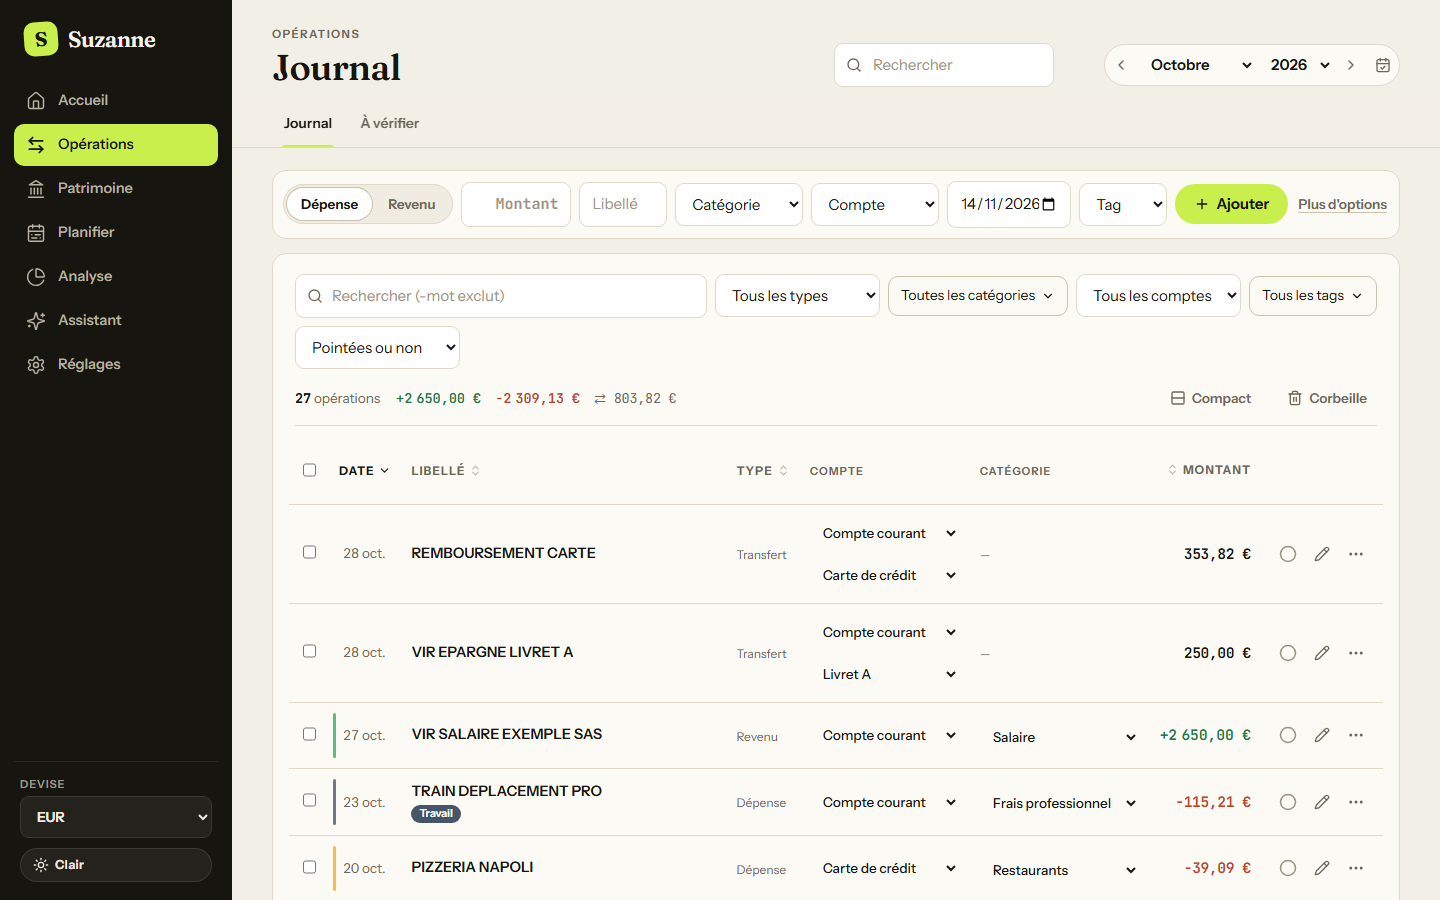 S Suzanne
Accueil
Opérations
Patrimoine
Planifier
Analyse
Assistant
Réglages
DEVISE
EUR
Clair
OPÉRATIONS
Journal
Rechercher
Octobre 2026
Journal À vérifier
Dépense Revenu Montant Libellé Catégorie Compte 14/11/2026 Tag + Ajouter Plus d'options
Rechercher (-mot exclut) Tous les types Toutes les catégories Tous les comptes Tous les tags
Pointées ou non
27 opérations +2 650,00 € -2 309,13 € ⇄ 803,82 € Compact Corbeille
DATE LIBELLÉ TYPE COMPTE CATÉGORIE MONTANT
28 oct. REMBOURSEMENT CARTE Transfert Compte courant – 353,82 €
Carte de crédit
28 oct. VIR EPARGNE LIVRET A Transfert Compte courant – 250,00 €
Livret A
27 oct. VIR SALAIRE EXEMPLE SAS Revenu Compte courant Salaire +2 650,00 €
23 oct. TRAIN DEPLACEMENT PRO Dépense Compte courant Frais professionnel -115,21 €
Travail
20 oct. PIZZERIA NAPOLI Dépense Carte de crédit Restaurants -39,09 €